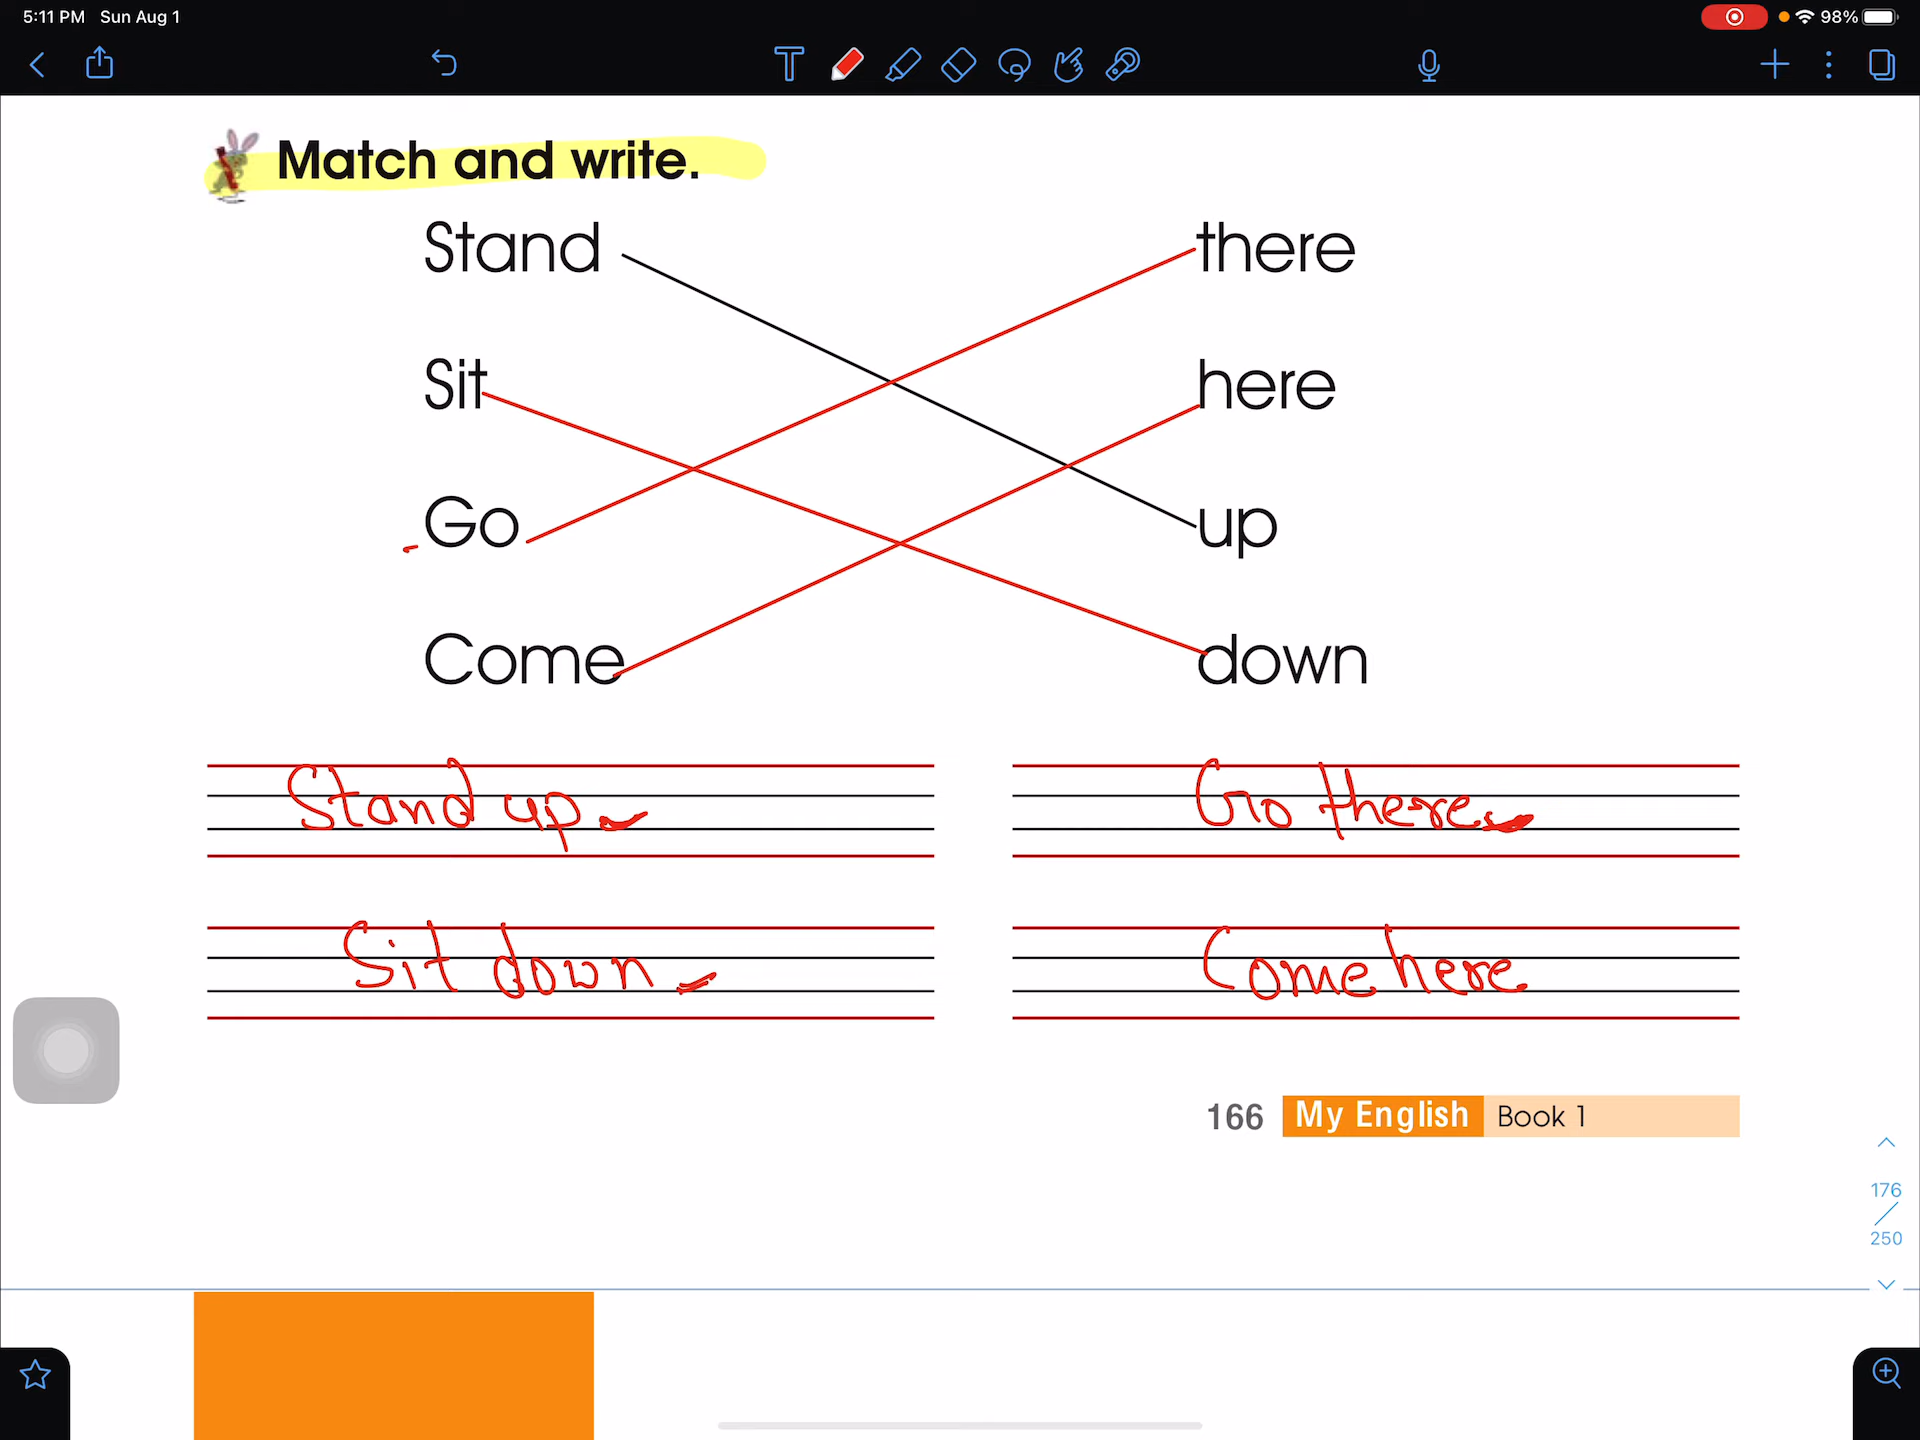 5:11 PM Sun Aug 1
98%
Match and write.
Stand there
Sit here
Go up
Come down
Stand up
Go there
Sit down
Come here
166 My English Book 1
176
250